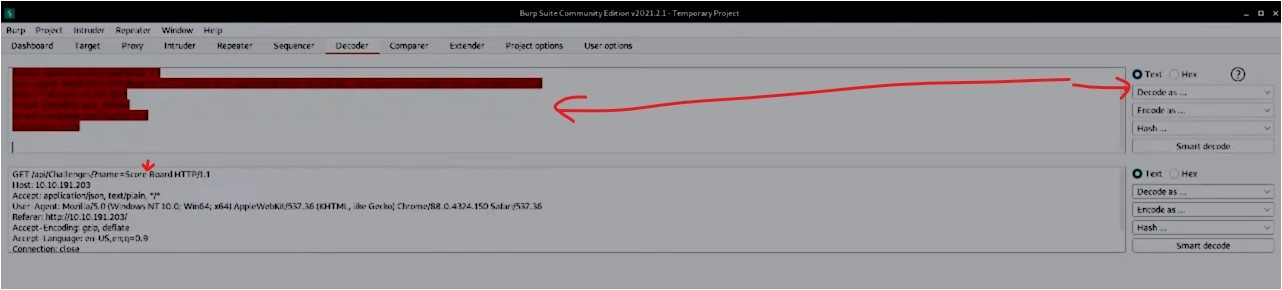 Burp Suite Community Edition v2021.2.1 - Temporary Project
Burp Project Intruder Repeater Window Help
Dashboard Target Proxy Intruder Repeater Sequencer Decoder Comparer Extender Project options User options
Text Hex ?
Decode as ...
Encode as ...
Hash ...
Smart decode
GET /api/Challenges/?name=Score Board HTTP/1.1
Host: 10.10.191.203
Accept: application/json, text/plain, */*
User-Agent: Mozilla/5.0 (Windows NT 10.0; Win64; x64) AppleWebKit/537.36 (KHTML, like Gecko) Chrome/88.0.4324.150 Safari/537.36
Referer: http://10.10.191.203/
Accept-Encoding: gzip, deflate
Accept-Language: en-US,en;q=0.9
Connection: close
Text Hex
Decode as ...
Encode as ...
Hash ...
Smart decode